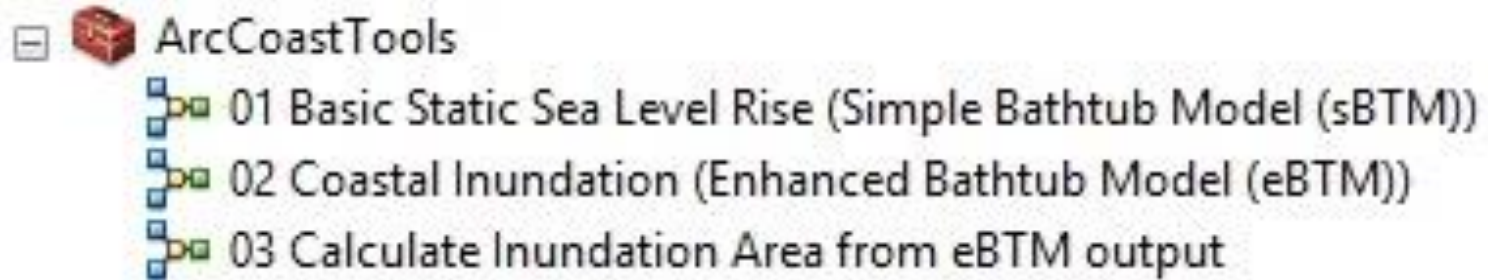 ArcCoastTools
01 Basic Static Sea Level Rise (Simple Bathtub Model (sBTM))
02 Coastal Inundation (Enhanced Bathtub Model (eBTM))
03 Calculate Inundation Area from eBTM output